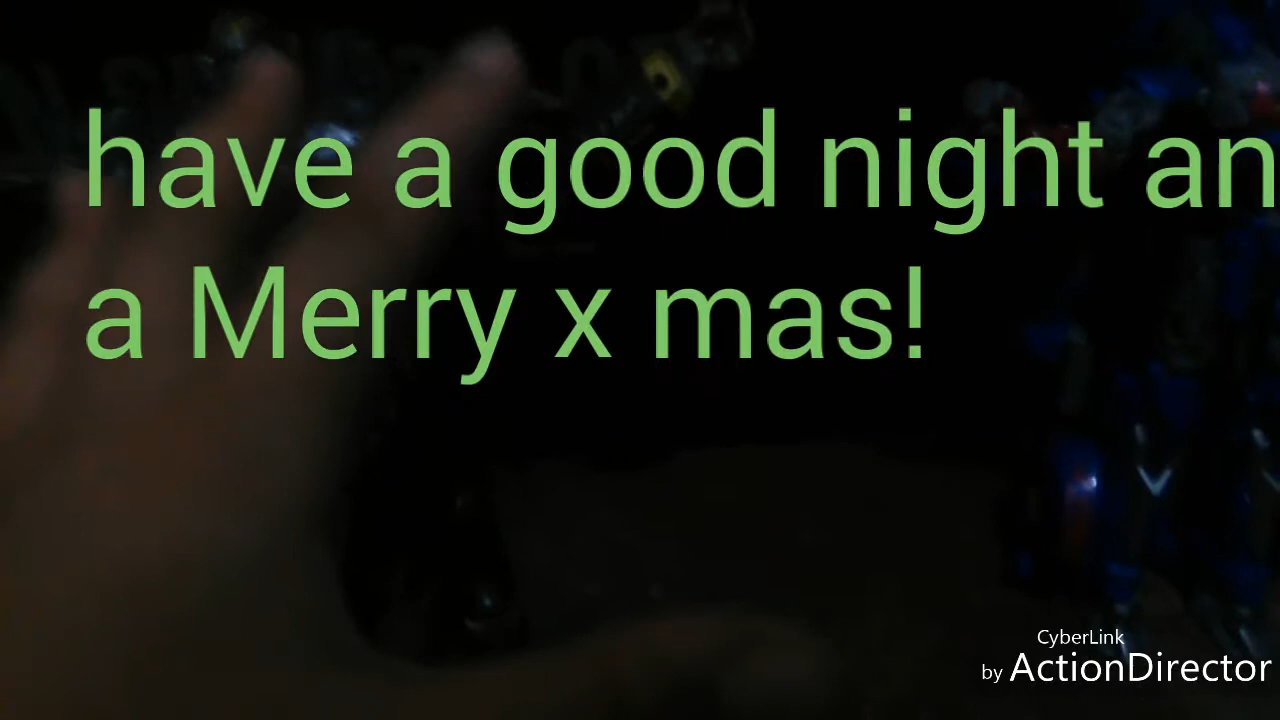 have a good night an
a Merry x mas!
CyberLink
by ActionDirector